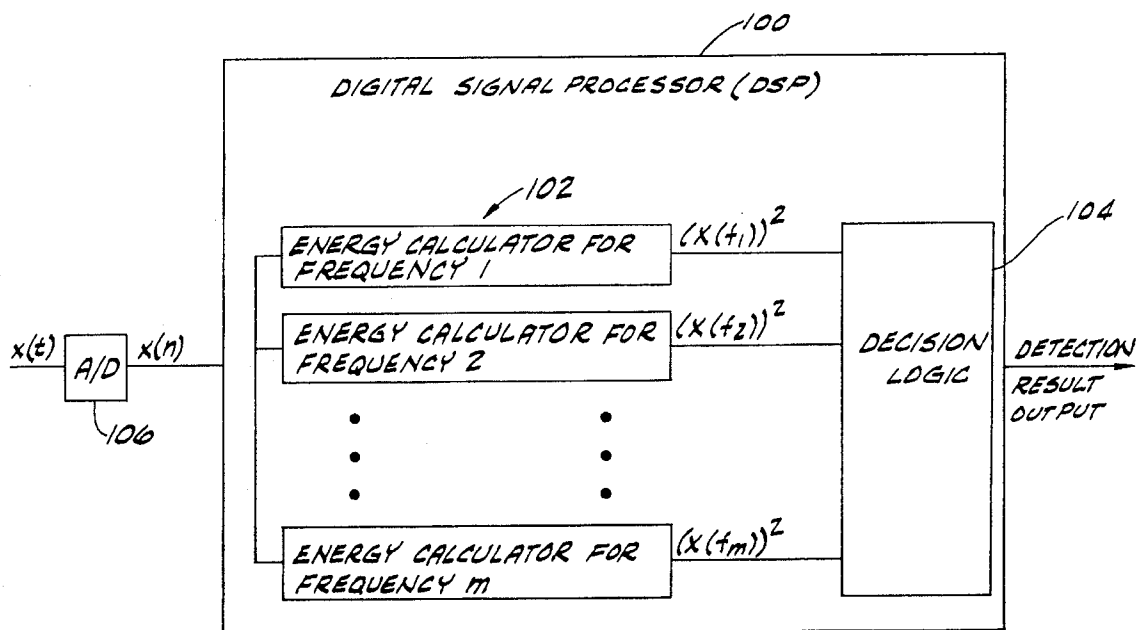 100
DIGITAL SIGNAL PROCESSOR (DSP)
102
104
ENERGY CALCULATOR FOR
FREQUENCY 1
(X(f₁))²
x(t)
A/D
x(n)
106
ENERGY CALCULATOR FOR
FREQUENCY 2
(X(f₂))²
DECISION
LOGIC
DETECTION
RESULT
OUTPUT
ENERGY CALCULATOR FOR
FREQUENCY m
(X(fm))²